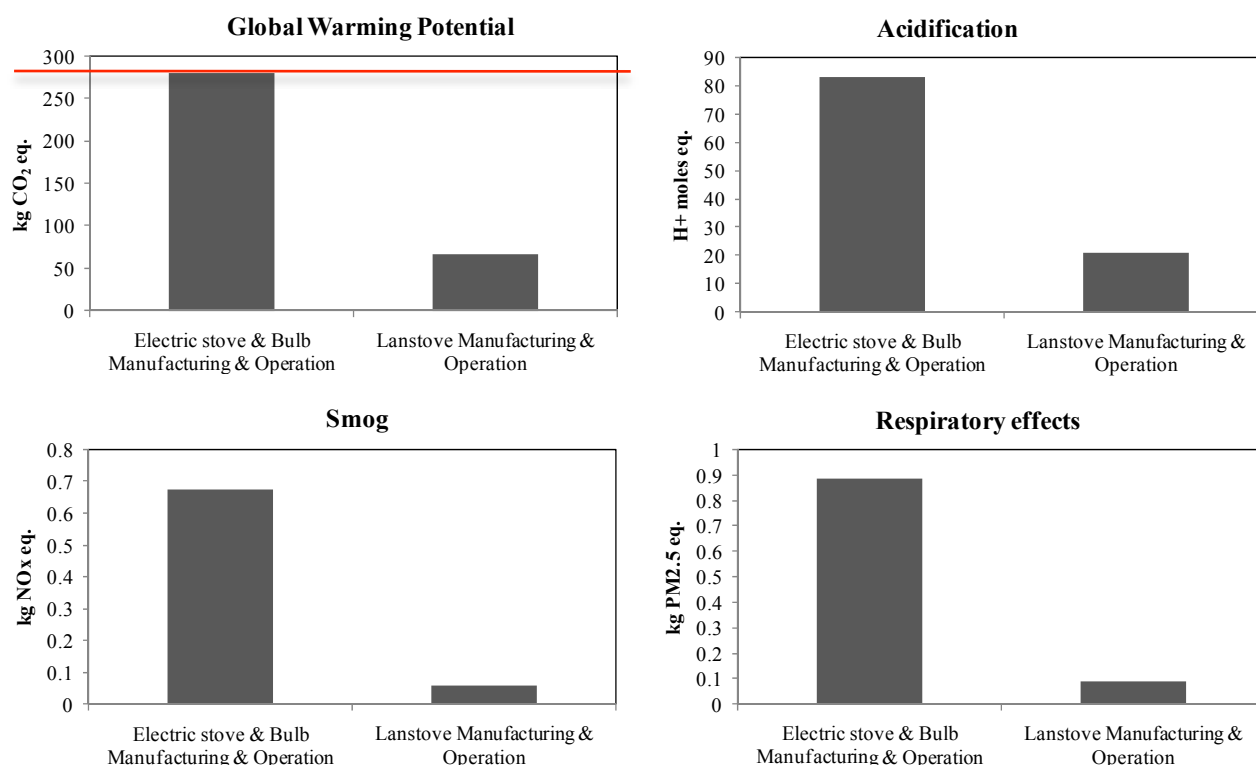 Global Warming Potential
kg CO₂ eq.
300
250
200
150
100
50
0
Electric stove & Bulb
Manufacturing & Operation
Lanstove Manufacturing &
Operation
Acidification
H+ moles eq.
90
80
70
60
50
40
30
20
10
0
Electric stove & Bulb
Manufacturing & Operation
Lanstove Manufacturing &
Operation
Smog
kg NOx eq.
0.8
0.7
0.6
0.5
0.4
0.3
0.2
0.1
0
Electric stove & Bulb
Manufacturing & Operation
Lanstove Manufacturing &
Operation
Respiratory effects
kg PM2.5 eq.
1
0.9
0.8
0.7
0.6
0.5
0.4
0.3
0.2
0.1
0
Electric stove & Bulb
Manufacturing & Operation
Lanstove Manufacturing &
Operation